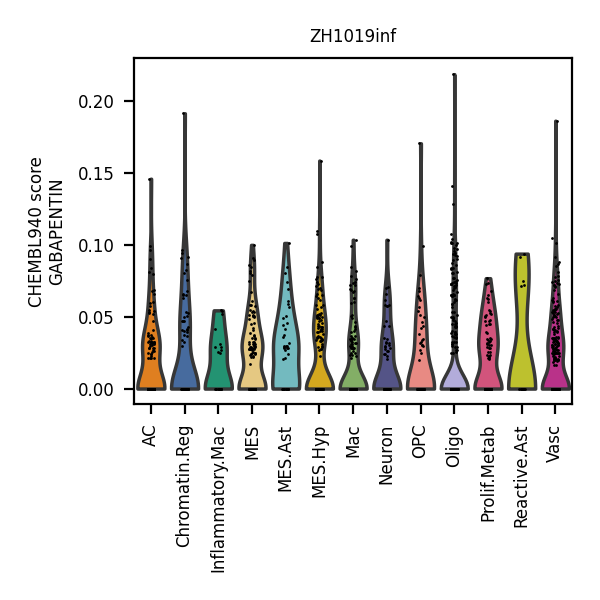 ZH1019inf
CHEMBL940 score
GABAPENTIN
0.20
0.15
0.10
0.05
0.00
AC
Chromatin.Reg
Inflammatory.Mac
MES
MES.Ast
MES.Hyp
Mac
Neuron
OPC
Oligo
Prolif.Metab
Reactive.Ast
Vasc